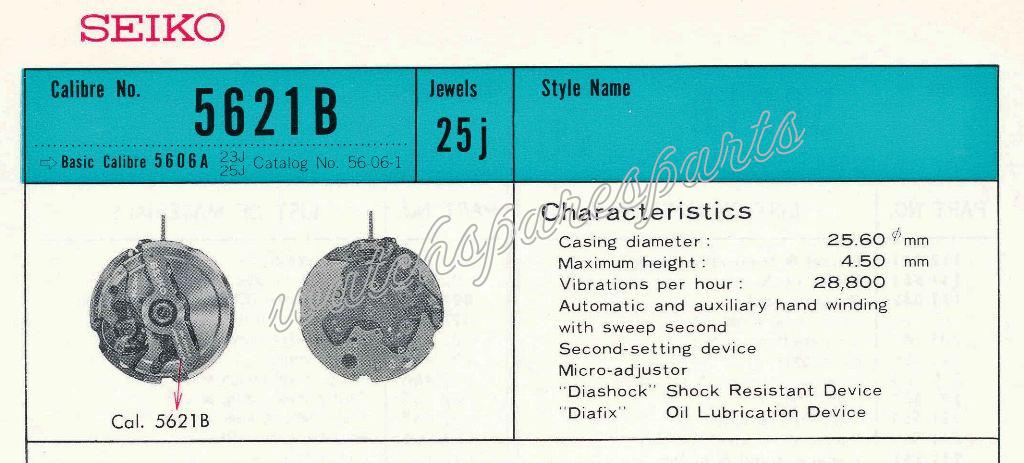 SEIKO
Calibre No.
5621B
⇨ Basic Calibre 5606A 23J 25J Catalog No. 56-06-1
Jewels
25j
Style Name
Characteristics
Casing diameter: 25.60 ϕmm
Maximum height: 4.50 mm
Vibrations per hour: 28,800
Automatic and auxiliary hand winding
with sweep second
Second-setting device
Micro-adjustor
"Diashock" Shock Resistant Device
"Diafix" Oil Lubrication Device
Cal. 5621B
watchsparesparts